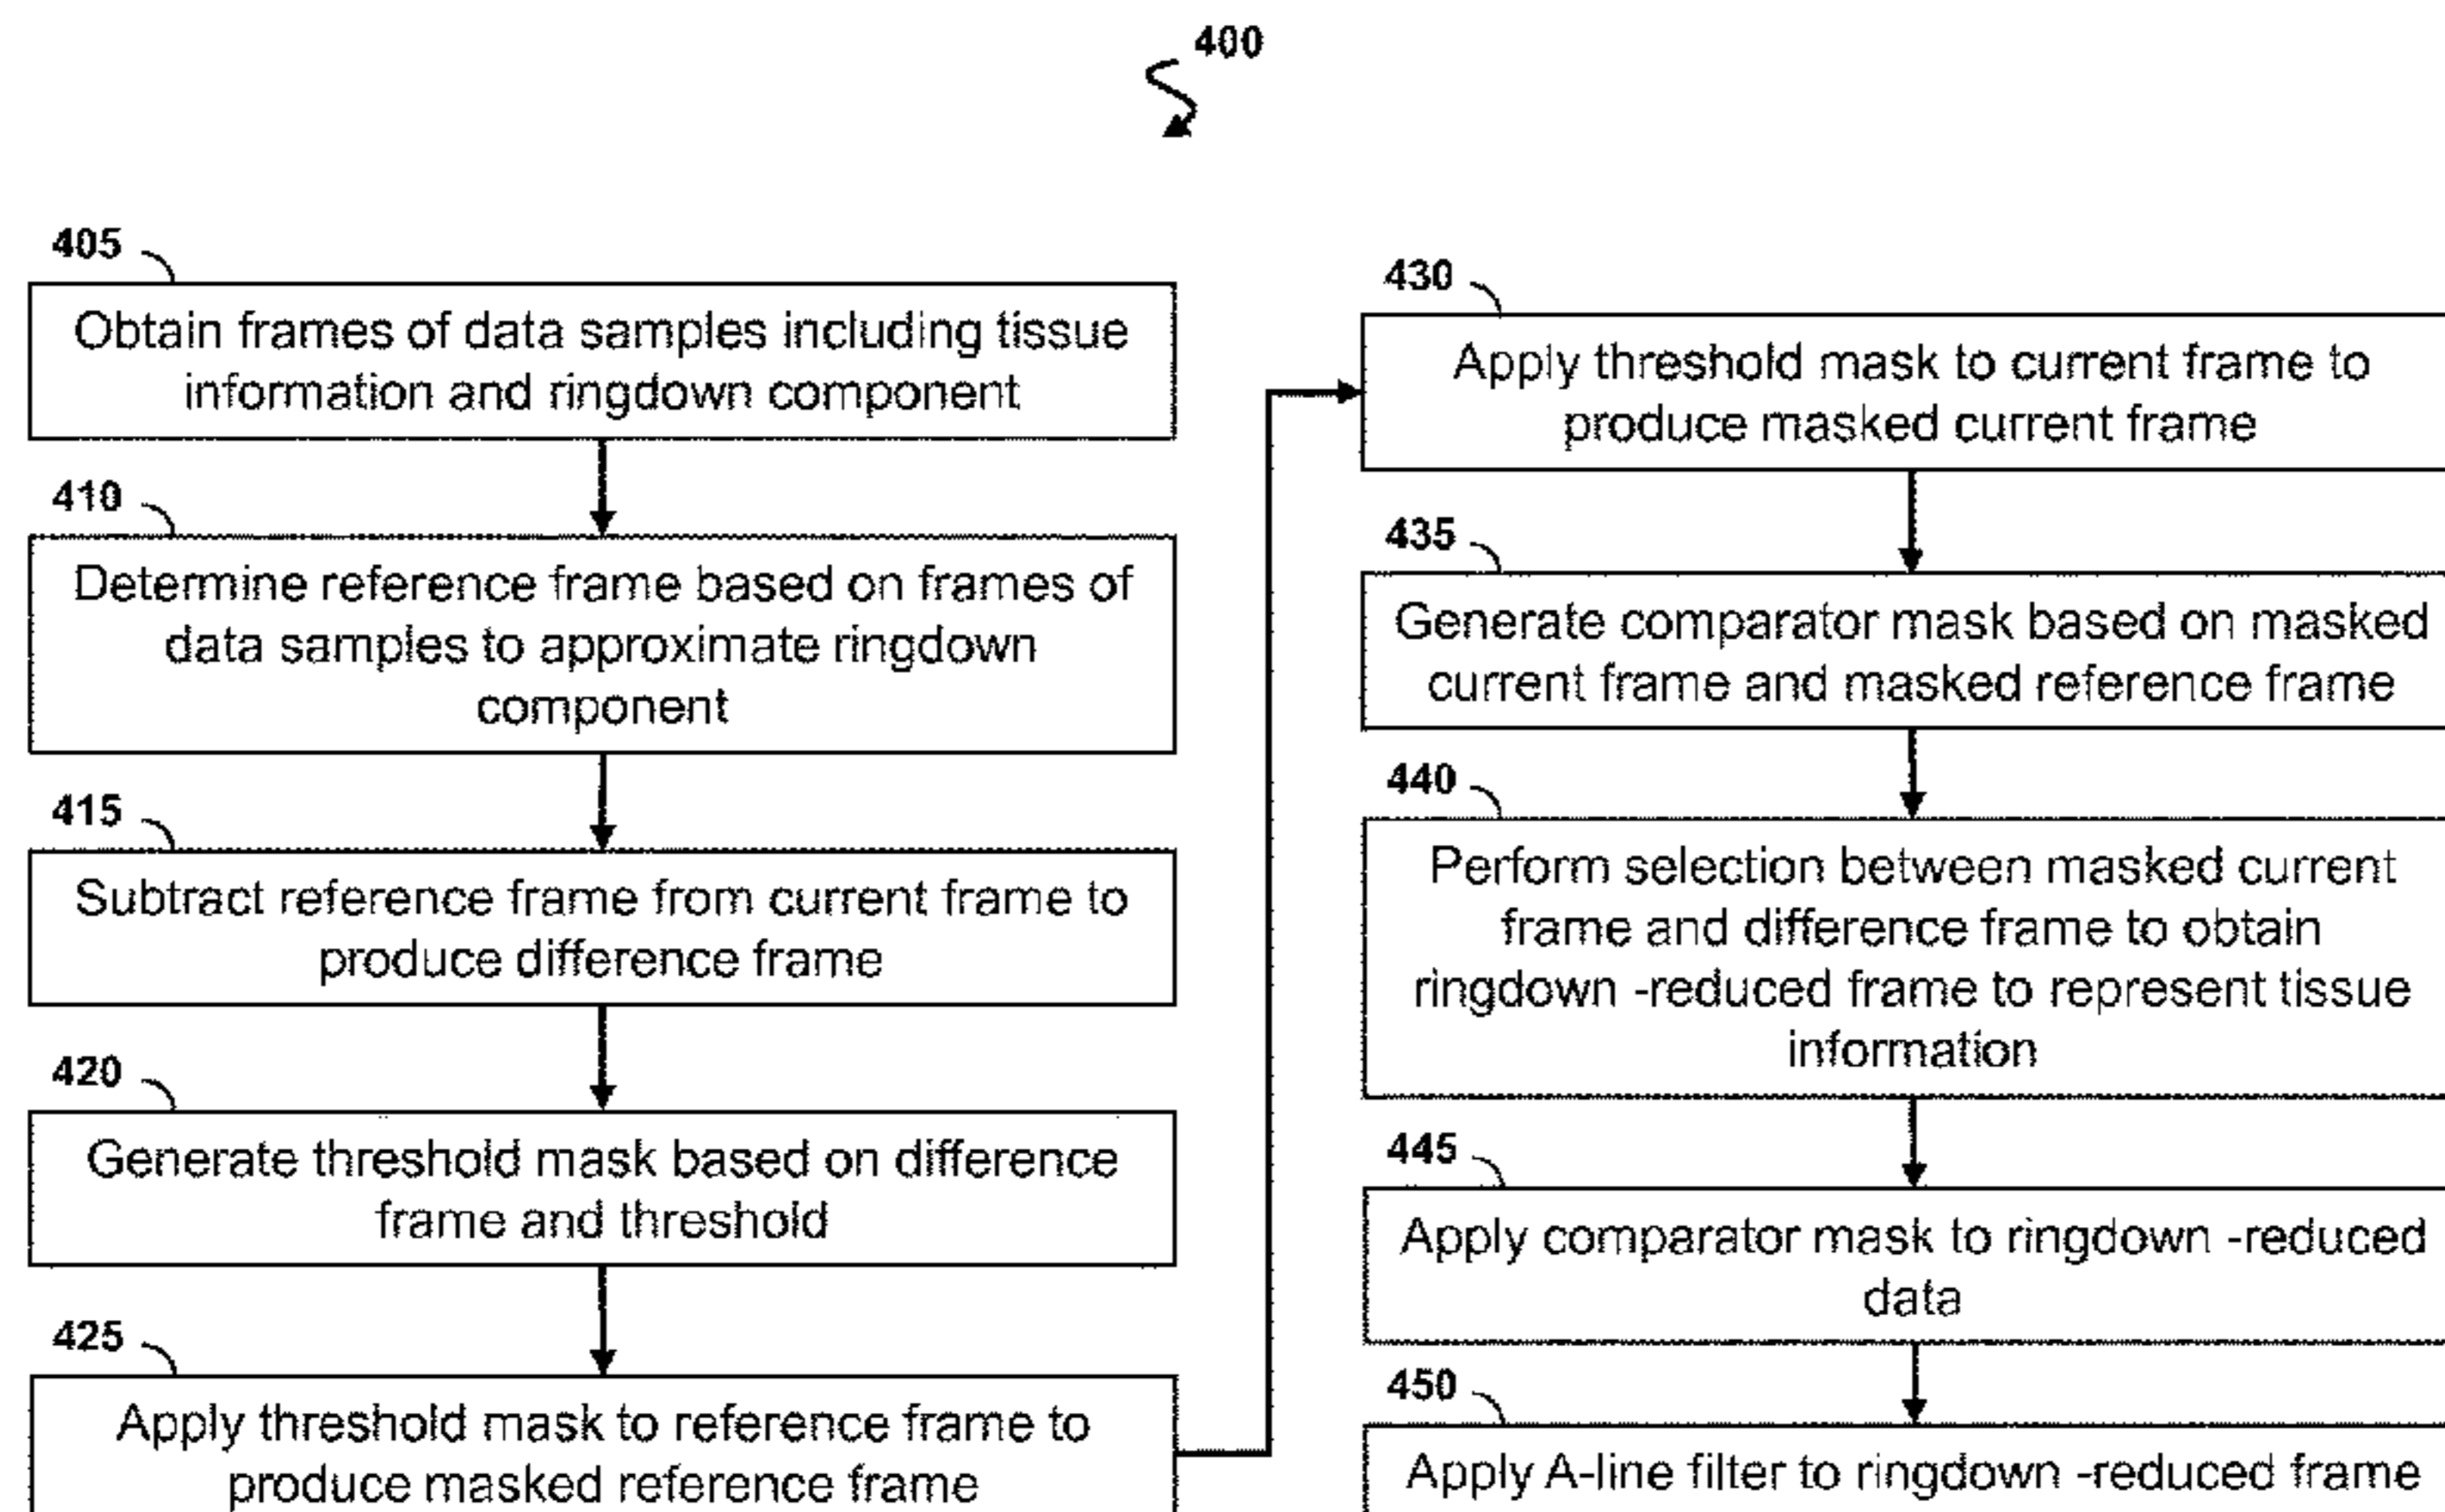 400
405
Obtain frames of data samples including tissue
information and ringdown component
410
Determine reference frame based on frames of
data samples to approximate ringdown
component
415
Subtract reference frame from current frame to
produce difference frame
420
Generate threshold mask based on difference
frame and threshold
425
Apply threshold mask to reference frame to
produce masked reference frame
430
Apply threshold mask to current frame to
produce masked current frame
435
Generate comparator mask based on masked
current frame and masked reference frame
440
Perform selection between masked current
frame and difference frame to obtain
ringdown -reduced frame to represent tissue
information
445
Apply comparator mask to ringdown -reduced
data
450
Apply A-line filter to ringdown -reduced frame